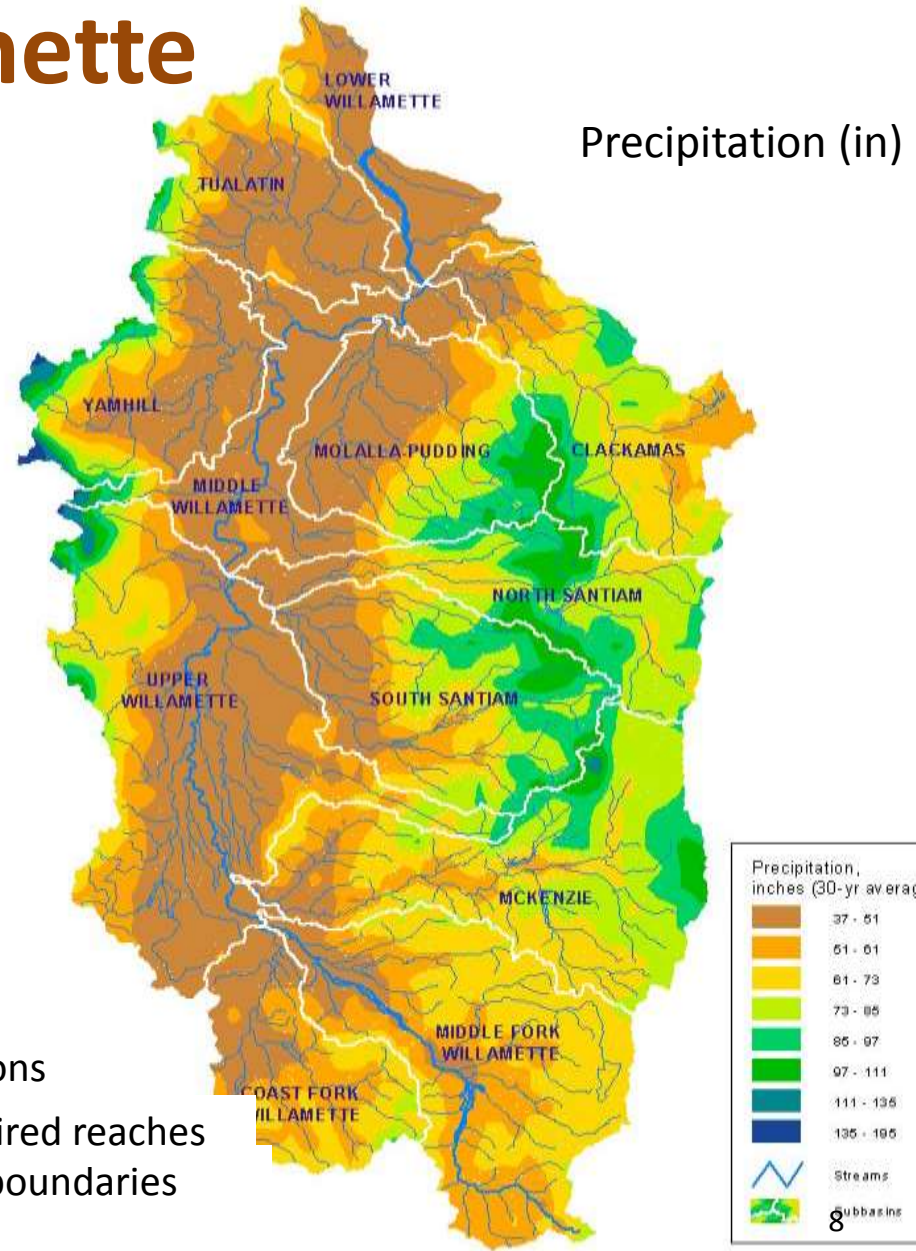 nette
Precipitation (in)
LOWER
WILLAMETTE
TUALATIN
YAMHILL
MOLALLA-PUDDING
CLACKAMAS
MIDDLE
WILLAMETTE
NORTH SANTIAM
UPPER
WILLAMETTE
SOUTH SANTIAM
MCKENZIE
MIDDLE FORK
WILLAMETTE
COAST FORK
WILLAMETTE
ons
ired reaches
boundaries
Precipitation,
inches (30-yr averag
37 - 51
51 - 61
61 - 73
73 - 85
85 - 97
97 - 111
111 - 135
135 - 195
Streams
Subbasins
8